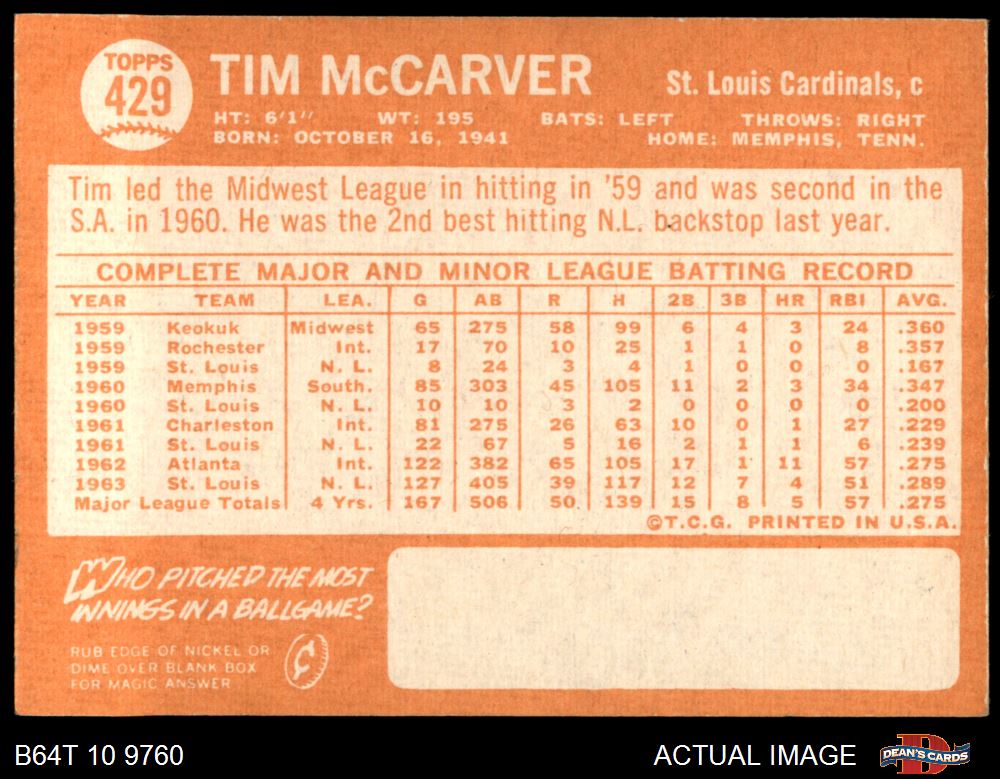 TOPPS
429
TIM McCARVER
St. Louis Cardinals, c
HT: 6'1" WT: 195 BATS: LEFT THROWS: RIGHT
BORN: OCTOBER 16, 1941 HOME: MEMPHIS, TENN.
Tim led the Midwest League in hitting in '59 and was second in the
S.A. in 1960. He was the 2nd best hitting N.L. backstop last year.
COMPLETE MAJOR AND MINOR LEAGUE BATTING RECORD
YEAR TEAM LEA. G AB R H 2B 3B HR RBI AVG.
1959 Keokuk Midwest 65 275 58 99 6 4 3 24 .360
1959 Rochester Int. 17 70 10 25 1 1 0 8 .357
1959 St. Louis N. L. 8 24 3 4 1 0 0 0 .167
1960 Memphis South. 85 303 45 105 11 2 3 34 .347
1960 St. Louis N. L. 10 10 3 2 0 0 0 0 .200
1961 Charleston Int. 81 275 26 63 10 0 1 27 .229
1961 St. Louis N. L. 22 67 5 16 2 1 1 6 .239
1962 Atlanta Int. 122 382 65 105 17 1 11 57 .275
1963 St. Louis N. L. 127 405 39 117 12 7 4 51 .289
Major League Totals 4 Yrs. 167 506 50 139 15 8 5 57 .275
©T.C.G. PRINTED IN U.S.A.
WHO PITCHED THE MOST
INNINGS IN A BALLGAME?
RUB EDGE OF NICKEL OR
DIME OVER BLANK BOX
FOR MAGIC ANSWER
¢
B64T 10 9760
ACTUAL IMAGE
D
DEAN'S CARDS